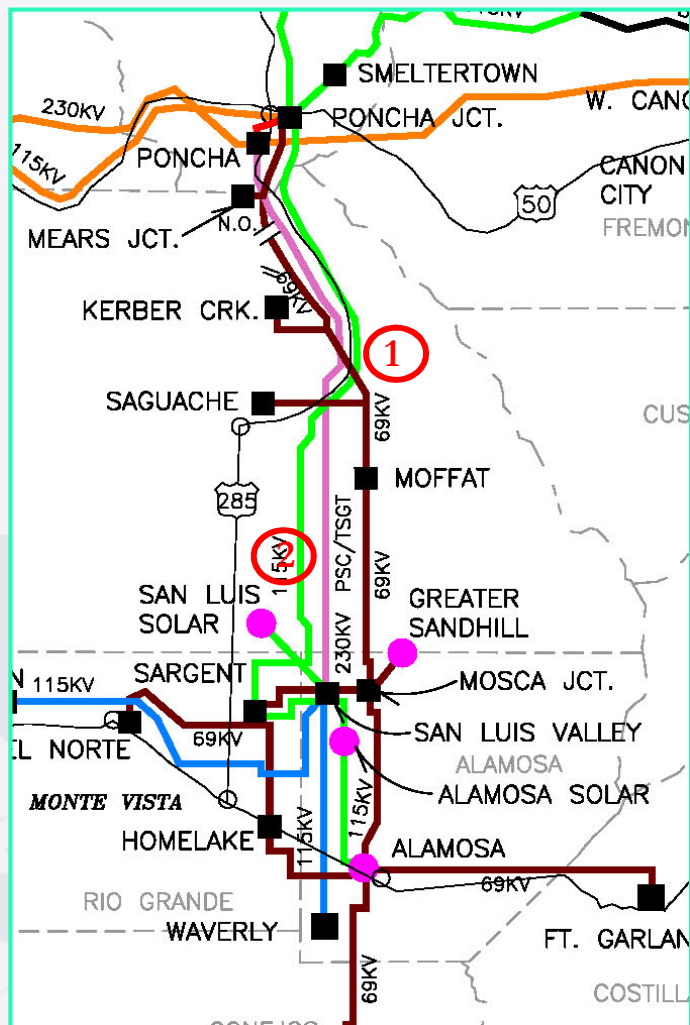 SMELTERTOWN
230KV
W. CANO
PONCHA JCT.
115KV
PONCHA
CANON
CITY
50
FREMON
N.O.
MEARS JCT.
69KV
KERBER CRK.
1
SAGUACHE
69KV
CUS
MOFFAT
285
2
115KV
PSC/TSGT
69KV
SAN LUIS
SOLAR
GREATER
SANDHILL
230KV
SARGENT
N
115KV
MOSCA JCT.
69KV
SAN LUIS VALLEY
EL NORTE
ALAMOSA
MONTE VISTA
ALAMOSA SOLAR
115KV
HOMELAKE
115KV
ALAMOSA
69KV
RIO GRANDE
WAVERLY
FT. GARLAN
69KV
COSTILL